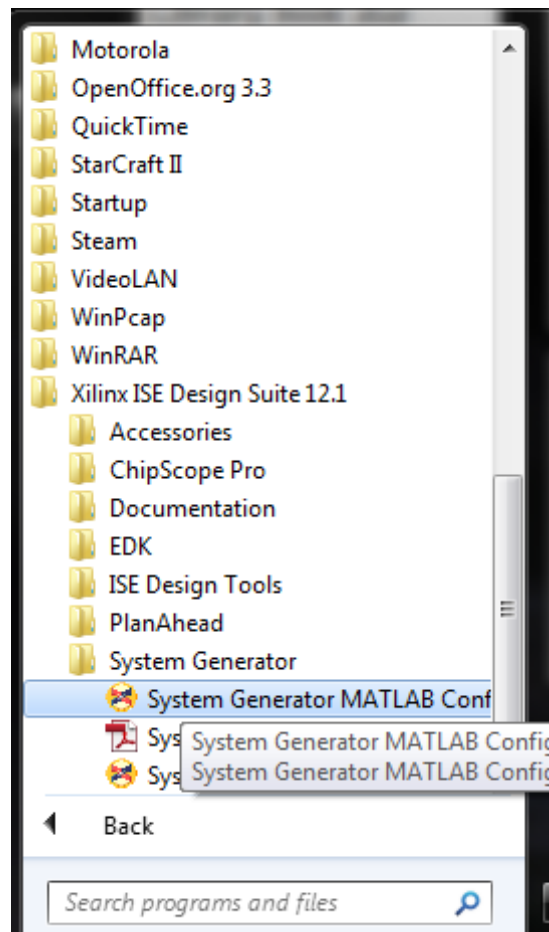 Motorola
OpenOffice.org 3.3
QuickTime
StarCraft II
Startup
Steam
VideoLAN
WinPcap
WinRAR
Xilinx ISE Design Suite 12.1
Accessories
ChipScope Pro
Documentation
EDK
ISE Design Tools
PlanAhead
System Generator
System Generator MATLAB Conf
Sys
System Generator MATLAB Config
Sys
System Generator MATLAB Config
Back
Search programs and files